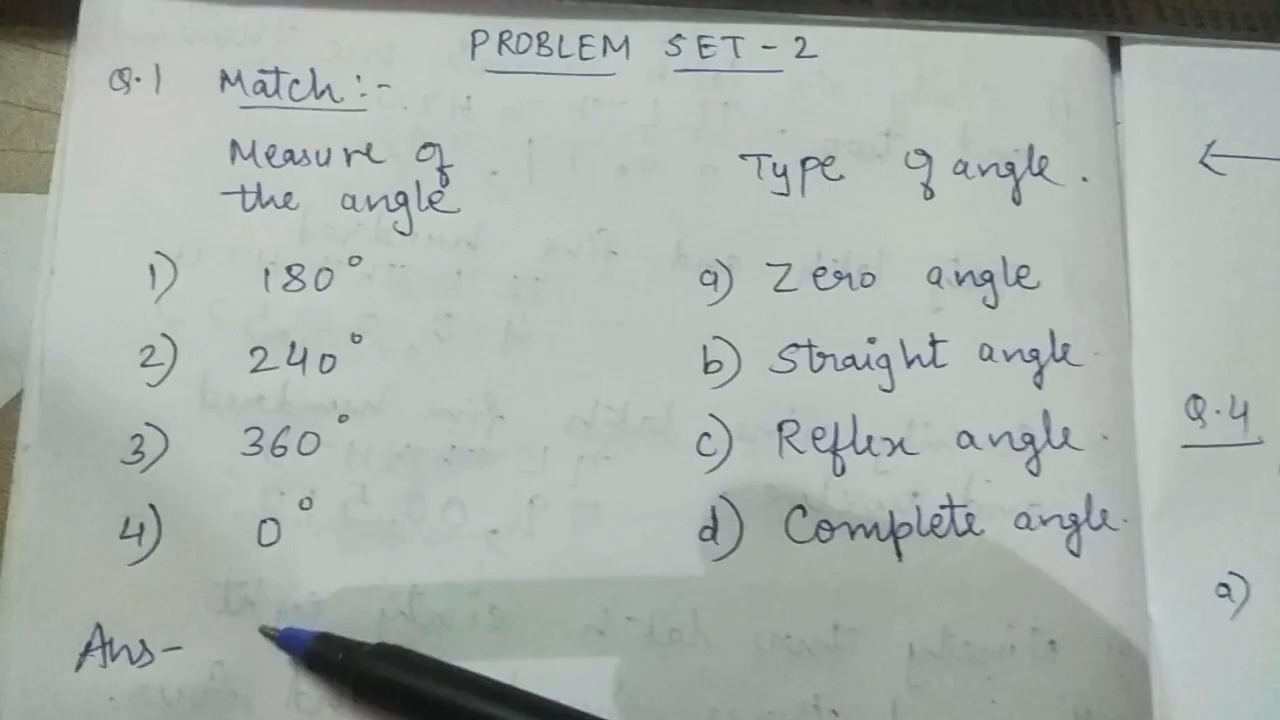 PROBLEM SET - 2
Q.1 Match :-
Measure of the angle
Type of angle.
1) 180° a) Zero angle
2) 240° b) Straight angle.
3) 360° c) Reflex angle.
4) 0° d) Complete angle.
Ans-
Q.4
a)